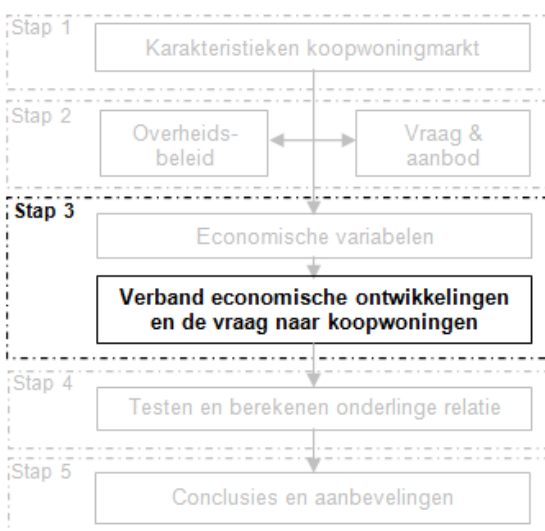 Stap 1
Karakteristieken koopwoningmarkt
Stap 2
Overheids-
beleid
Vraag &
aanbod
Stap 3
Economische variabelen
Verband economische ontwikkelingen
en de vraag naar koopwoningen
Stap 4
Testen en berekenen onderlinge relatie
Stap 5
Conclusies en aanbevelingen